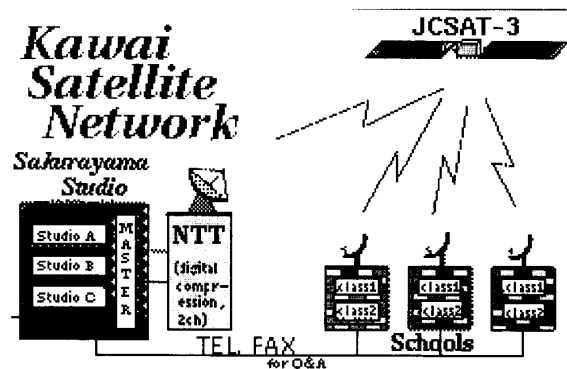 JCSAT-3
Kawai
Satellite
Network
Sakurayama
Studio
Studio A
Studio B
Studio C
MASTER
NTT
(digital
compr-
ession,
2ch)
class1
class2
class1
class2
class1
class2
Schools
TEL, FAX
for Q&A